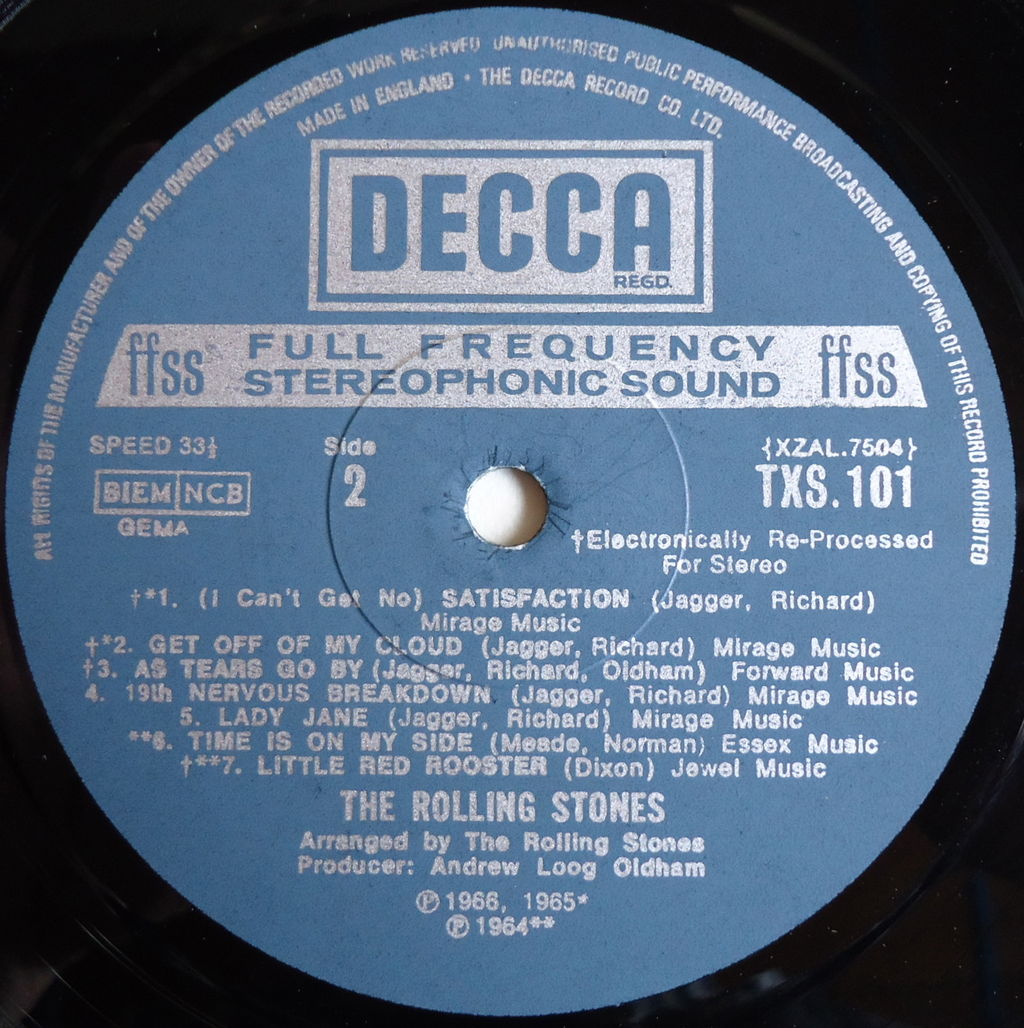 ALL RIGHTS OF THE MANUFACTURER AND OF THE OWNER OF THE RECORDED WORK RESERVED UNAUTHORISED PUBLIC PERFORMANCE BROADCASTING AND COPYING OF THIS RECORD PROHIBITED
MADE IN ENGLAND • THE DECCA RECORD CO. LTD.
DECCA
REGD.
ffss FULL FREQUENCY STEREOPHONIC SOUND ffss
SPEED 33⅓
Side
2
{XZAL.7504}
TXS.101
BIEM NCB
GEMA
†Electronically Re-Processed
For Stereo
†*1. (I Can't Get No) SATISFACTION (Jagger, Richard)
Mirage Music
†*2. GET OFF OF MY CLOUD (Jagger, Richard) Mirage Music
†3. AS TEARS GO BY (Jagger, Richard, Oldham) Forward Music
4. 19th NERVOUS BREAKDOWN (Jagger, Richard) Mirage Music
5. LADY JANE (Jagger, Richard) Mirage Music
**6. TIME IS ON MY SIDE (Meade, Norman) Essex Music
†**7. LITTLE RED ROOSTER (Dixon) Jewel Music
THE ROLLING STONES
Arranged by The Rolling Stones
Producer: Andrew Loog Oldham
℗ 1966, 1965*
℗ 1964**